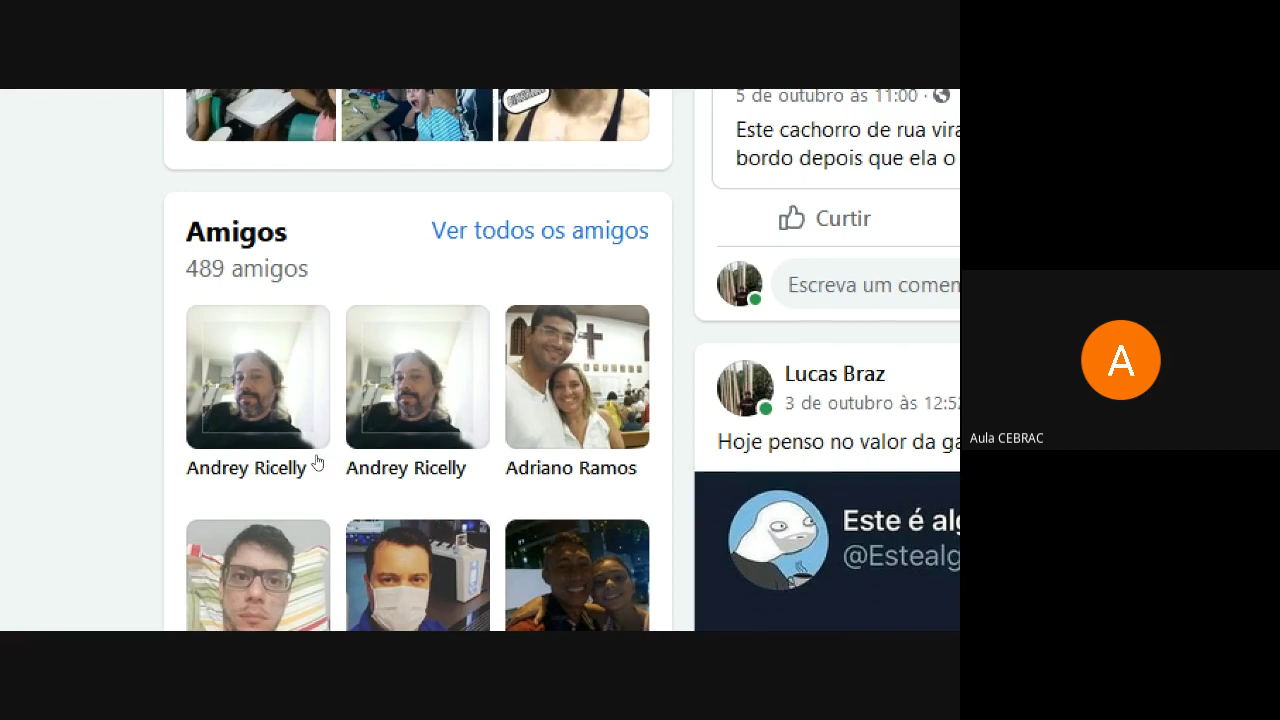 Amigos
Ver todos os amigos
489 amigos
Andrey Ricelly
Andrey Ricelly
Adriano Ramos
5 de outubro às 11:00 ·
Este cachorro de rua vira
bordo depois que ela o
Curtir
Escreva um comen
Lucas Braz
3 de outubro às 12:52
Hoje penso no valor da ga
Este é alg
@Estealg
A
Aula CEBRAC